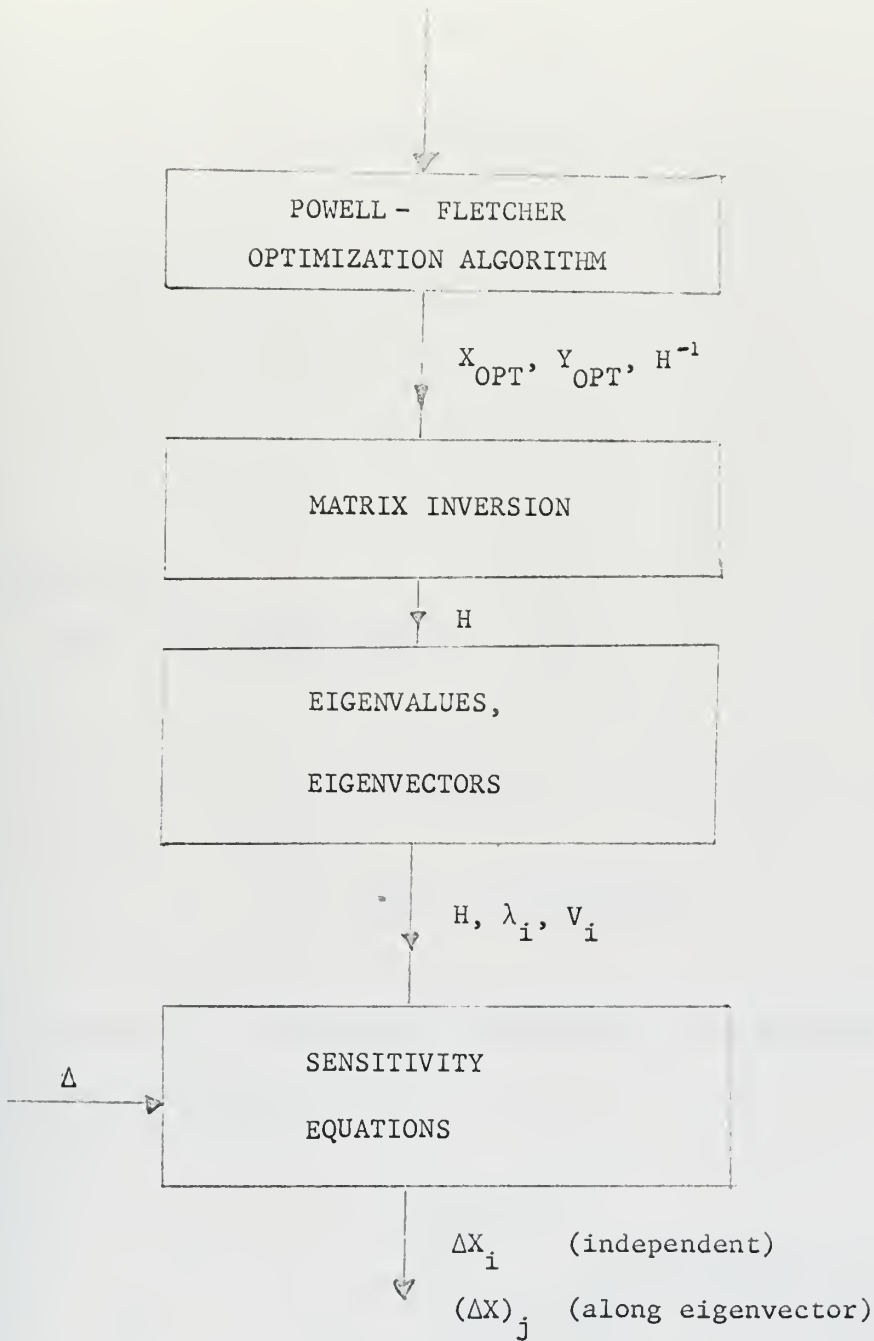 POWELL - FLETCHER
OPTIMIZATION ALGORITHM
X_OPT, Y_OPT, H⁻¹
MATRIX INVERSION
H
EIGENVALUES,
EIGENVECTORS
H, λ_i, V_i
Δ
SENSITIVITY
EQUATIONS
ΔX_i (independent)
(ΔX)_j (along eigenvector)